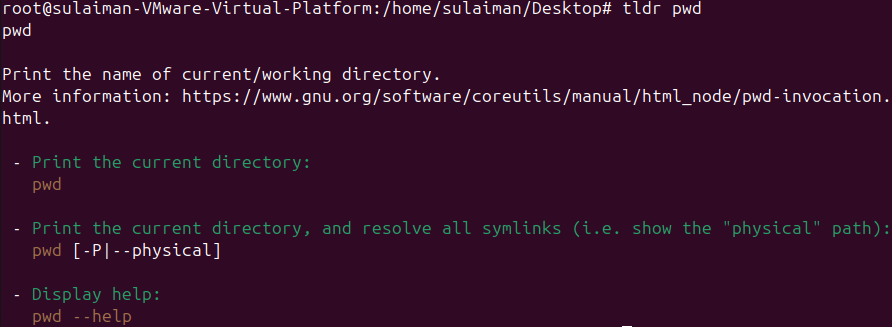 root@sulaiman-VMware-Virtual-Platform:/home/sulaiman/Desktop# tldr pwd
pwd
Print the name of current/working directory.
More information: https://www.gnu.org/software/coreutils/manual/html_node/pwd-invocation.
html.
- Print the current directory:
pwd
- Print the current directory, and resolve all symlinks (i.e. show the "physical" path):
pwd [-P|--physical]
- Display help:
pwd --help